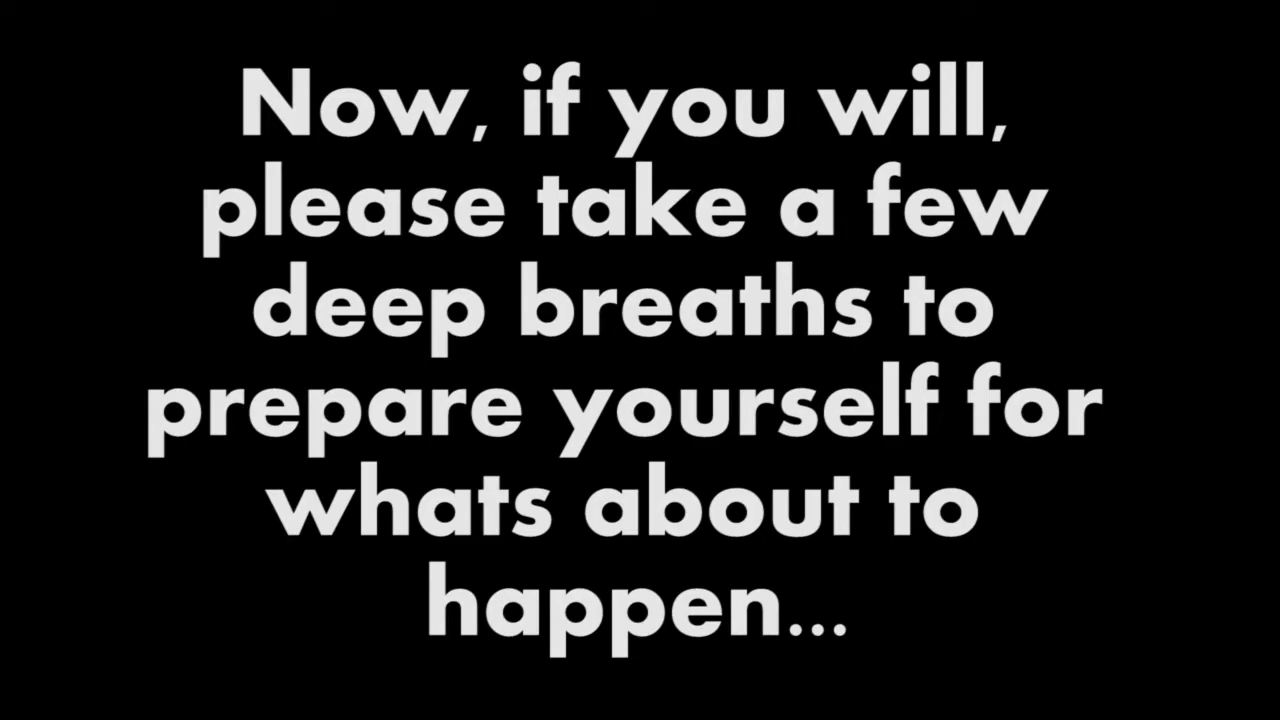 Now, if you will,
please take a few
deep breaths to
prepare yourself for
whats about to
happen...